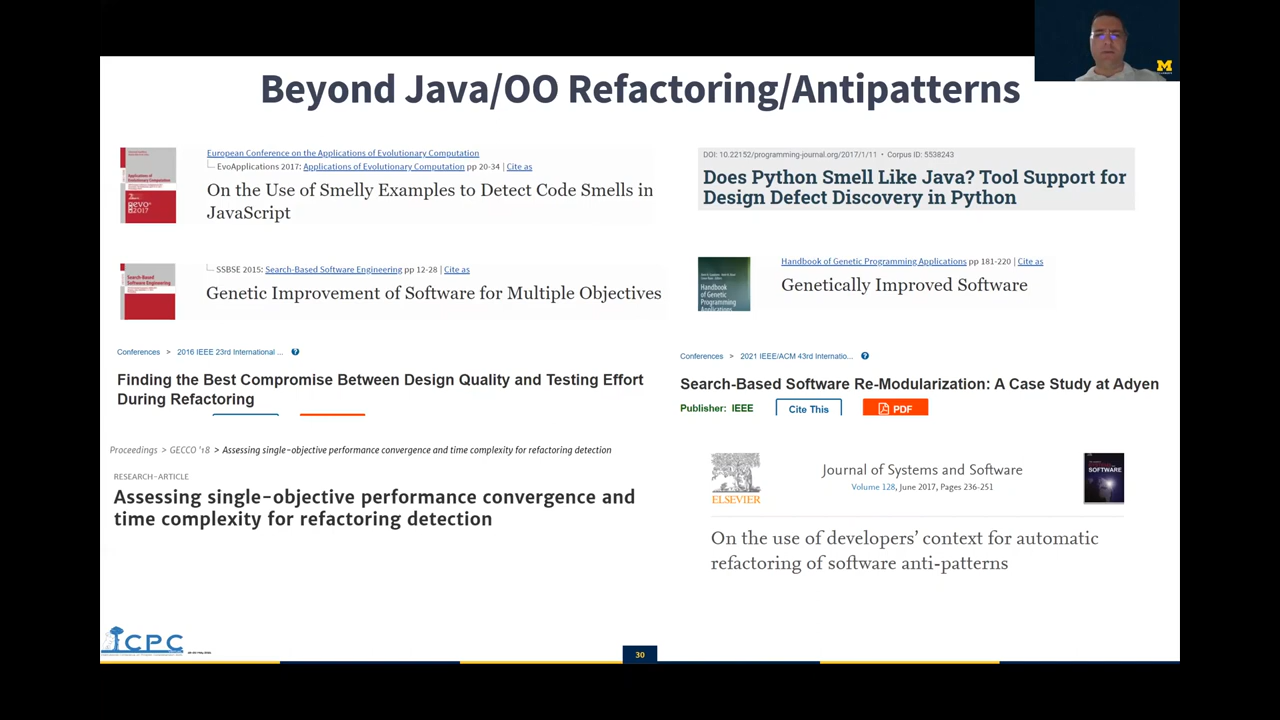 Beyond Java/OO Refactoring/Antipatterns
M
European Conference on the Applications of Evolutionary Computation
EvoApplications 2017: Applications of Evolutionary Computation pp 20-34 | Cite as
On the Use of Smelly Examples to Detect Code Smells in
JavaScript
DOI: 10.22152/programming-journal.org/2017/1/11 • Corpus ID: 5538243
Does Python Smell Like Java? Tool Support for
Design Defect Discovery in Python
SSBSE 2015: Search-Based Software Engineering pp 12-28 | Cite as
Genetic Improvement of Software for Multiple Objectives
Handbook of Genetic Programming Applications pp 181-220 | Cite as
Genetically Improved Software
Handbook
of Genetic
Programming
Applications
Conferences > 2016 IEEE 23rd International ...
Finding the Best Compromise Between Design Quality and Testing Effort
During Refactoring
Conferences > 2021 IEEE/ACM 43rd Internatio...
Search-Based Software Re-Modularization: A Case Study at Adyen
Publisher: IEEE Cite This PDF
Proceedings > GECCO '18 > Assessing single-objective performance convergence and time complexity for refactoring detection
RESEARCH-ARTICLE
Assessing single-objective performance convergence and
time complexity for refactoring detection
ELSEVIER
Journal of Systems and Software
Volume 128, June 2017, Pages 236-251
SOFTWARE
On the use of developers' context for automatic
refactoring of software anti-patterns
ICPC
30